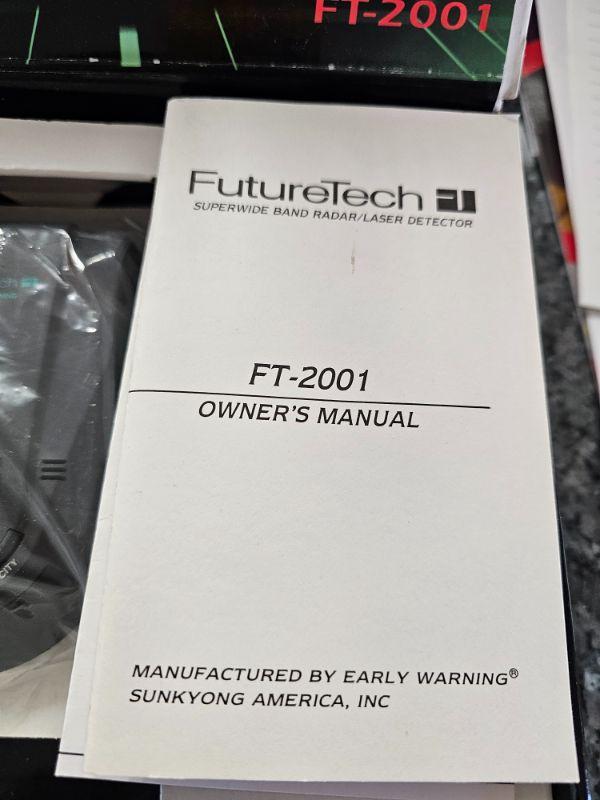 FT-2001
FutureTech
SUPERWIDE BAND RADAR/LASER DETECTOR
FT-2001
OWNER'S MANUAL
MANUFACTURED BY EARLY WARNING®
SUNKYONG AMERICA, INC
CITY